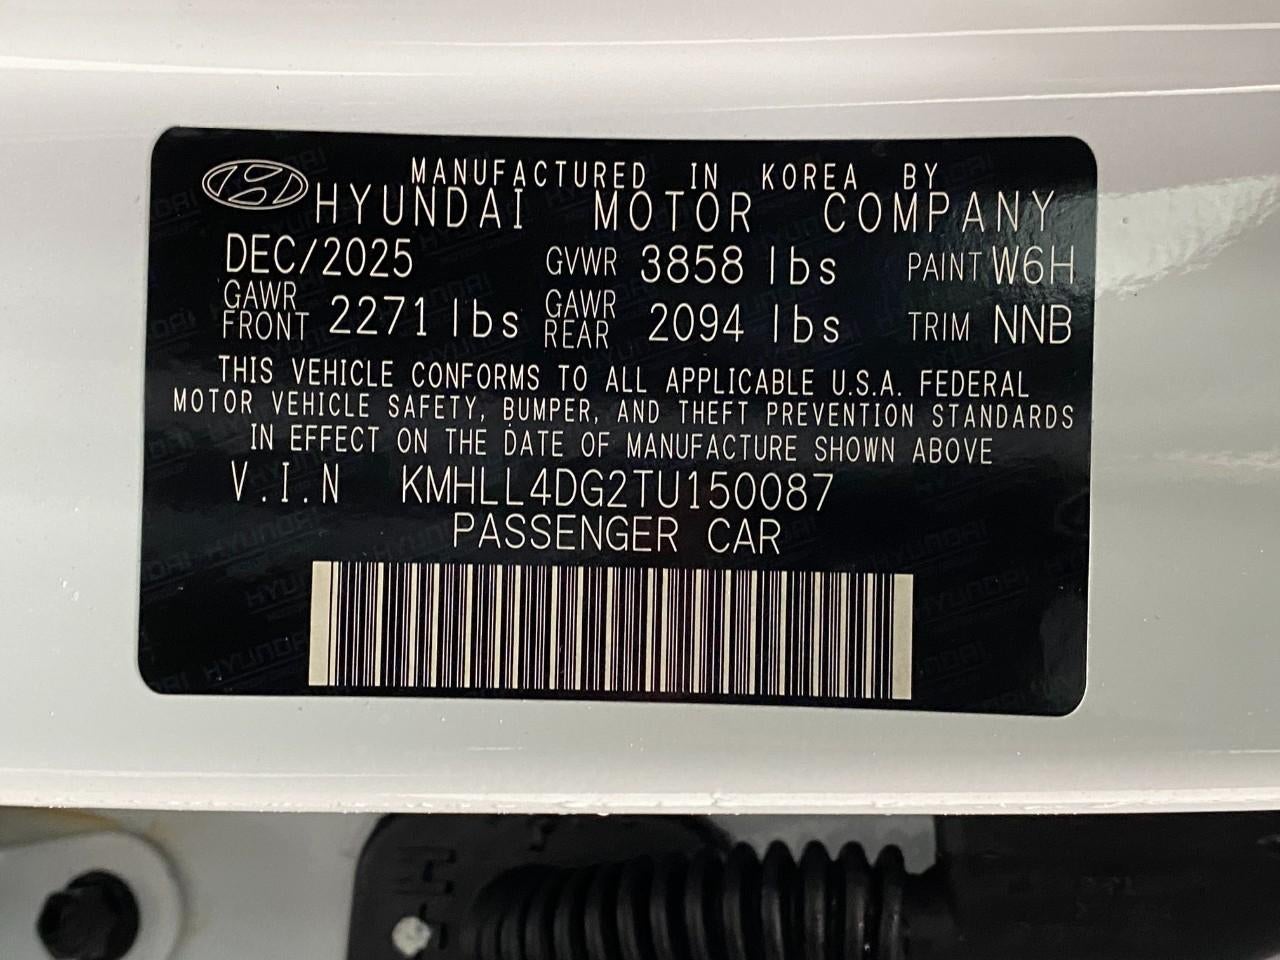 MANUFACTURED IN KOREA BY
HYUNDAI MOTOR COMPANY
DEC/2025 GVWR 3858 lbs PAINT W6H
GAWR FRONT 2271 lbs GAWR REAR 2094 lbs TRIM NNB
THIS VEHICLE CONFORMS TO ALL APPLICABLE U.S.A. FEDERAL
MOTOR VEHICLE SAFETY, BUMPER, AND THEFT PREVENTION STANDARDS
IN EFFECT ON THE DATE OF MANUFACTURE SHOWN ABOVE
V.I.N KMHLL4DG2TU150087
PASSENGER CAR